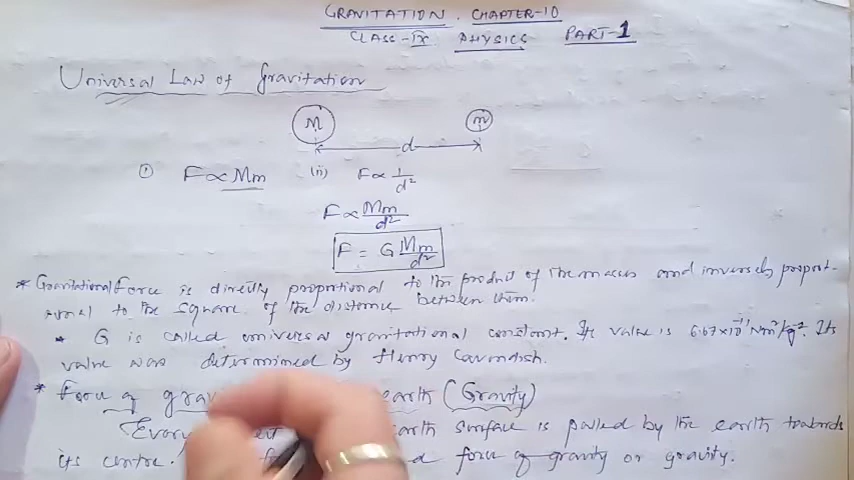 GRAVITATION. CHAPTER-10
CLASS-IX PHYSICS PART-1
Universal Law of Gravitation
M m
d
① F∝Mm (ii) F∝1/d²
F∝Mm/d²
F = G Mm/d²
* Gravitational Force is directly proportional to the product of the masses and inversely proport-
ional to the square of the distance between them.
* G is called universal gravitational constant. Its value is 6.67×10⁻¹¹ Nm²/kg². Its
value was determined by Henry Cavendish.
* Force of earth (Gravity)
Every earth surface is pulled by the earth towards
its centre. force of gravity or gravity.